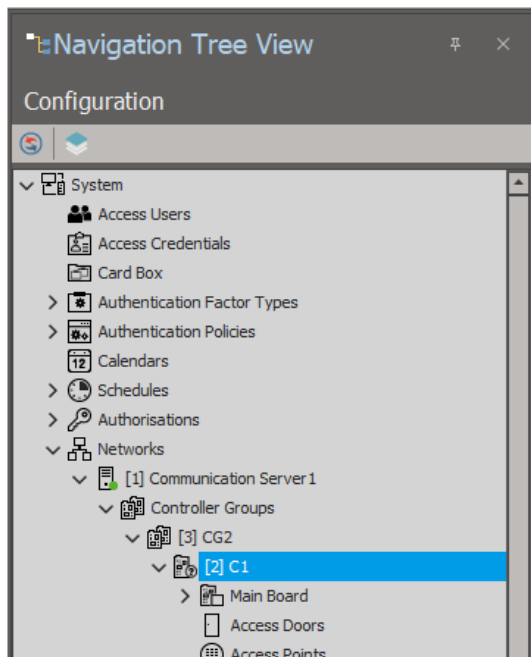 Navigation Tree View
Configuration
System
Access Users
Access Credentials
Card Box
Authentication Factor Types
Authentication Policies
12 Calendars
Schedules
Authorisations
Networks
[1] Communication Server1
Controller Groups
[3] CG2
[2] C1
Main Board
Access Doors
Access Points